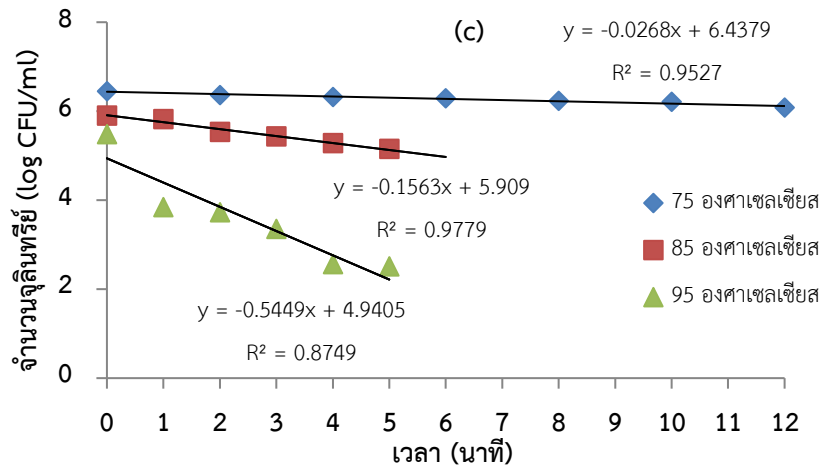 (c)
y = -0.0268x + 6.4379
R² = 0.9527
y = -0.1563x + 5.909
R² = 0.9779
y = -0.5449x + 4.9405
R² = 0.8749
75 องศาเซลเซียส
85 องศาเซลเซียส
95 องศาเซลเซียส
จำนวนจุลินทรีย์ (log CFU/ml)
8
6
4
2
0
0 1 2 3 4 5 6 7 8 9 10 11 12
เวลา (นาที)